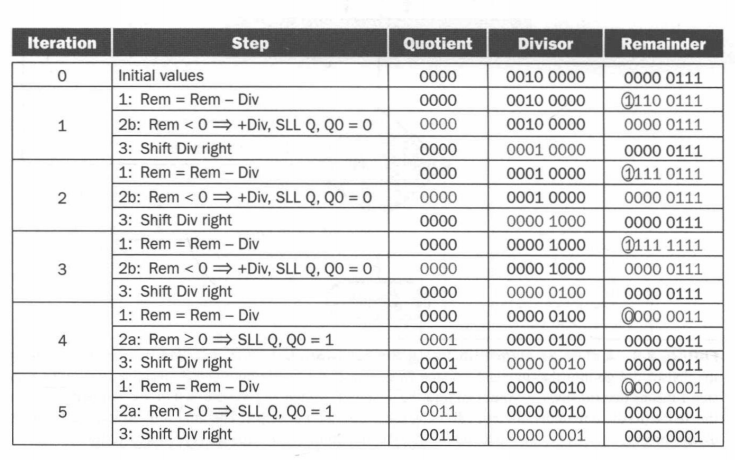 Iteration Step Quotient Divisor Remainder
0 Initial values 0000 0010 0000 0000 0111
1: Rem = Rem – Div 0000 0010 0000 1110 0111
1 2b: Rem < 0 ⇒ +Div, SLL Q, Q0 = 0 0000 0010 0000 0000 0111
3: Shift Div right 0000 0001 0000 0000 0111
1: Rem = Rem – Div 0000 0001 0000 1111 0111
2 2b: Rem < 0 ⇒ +Div, SLL Q, Q0 = 0 0000 0001 0000 0000 0111
3: Shift Div right 0000 0000 1000 0000 0111
1: Rem = Rem – Div 0000 0000 1000 1111 1111
3 2b: Rem < 0 ⇒ +Div, SLL Q, Q0 = 0 0000 0000 1000 0000 0111
3: Shift Div right 0000 0000 0100 0000 0111
1: Rem = Rem – Div 0000 0000 0100 0000 0011
4 2a: Rem ≥ 0 ⇒ SLL Q, Q0 = 1 0001 0000 0100 0000 0011
3: Shift Div right 0001 0000 0010 0000 0011
1: Rem = Rem – Div 0001 0000 0010 0000 0001
5 2a: Rem ≥ 0 ⇒ SLL Q, Q0 = 1 0011 0000 0010 0000 0001
3: Shift Div right 0011 0000 0001 0000 0001